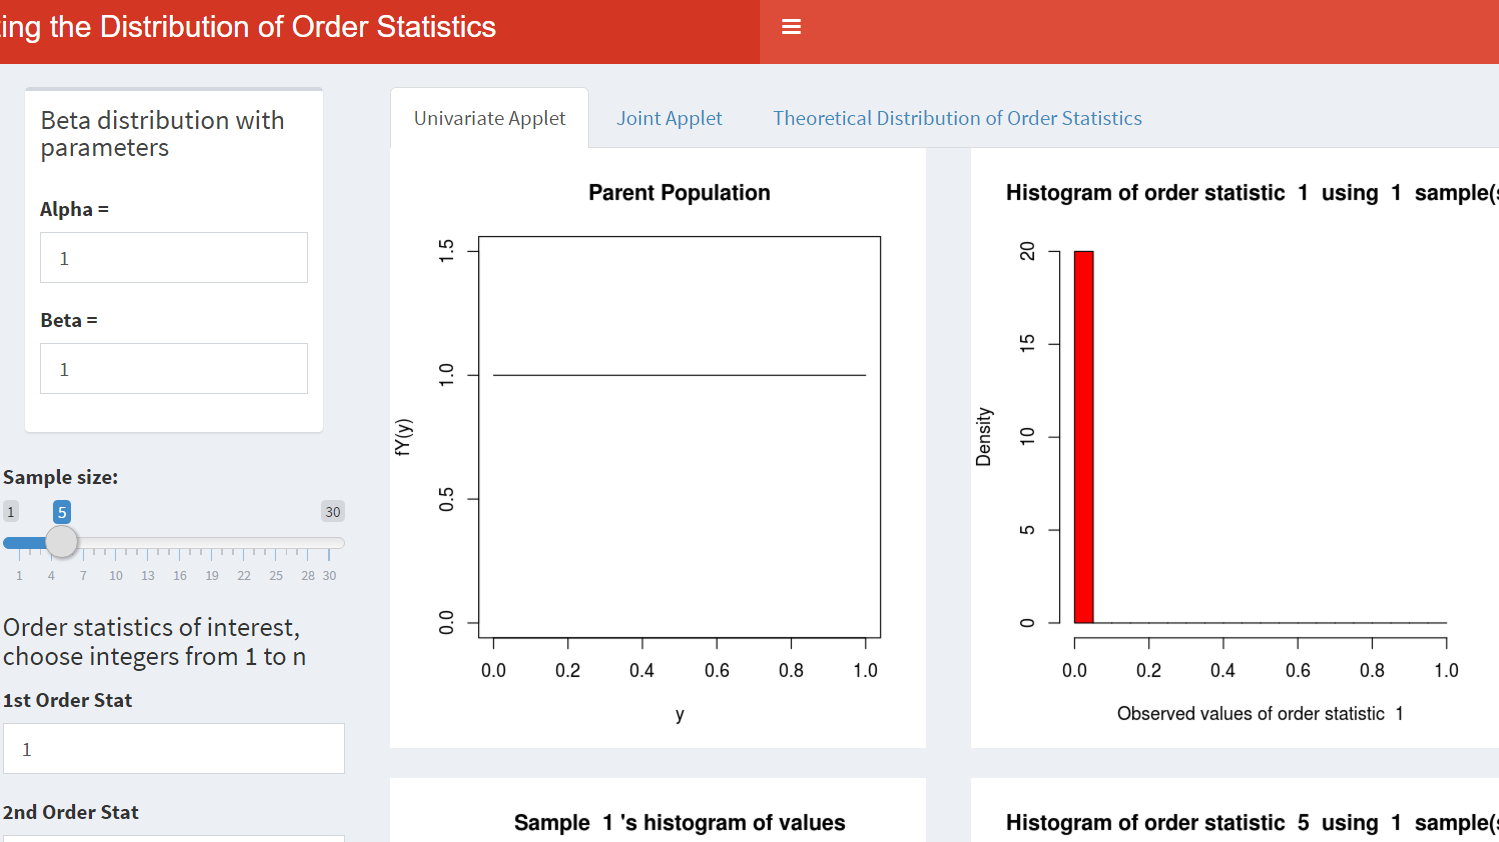 ing the Distribution of Order Statistics
Beta distribution with
parameters
Alpha =
1
Beta =
1
Sample size:
1 5 30
1 4 7 10 13 16 19 22 25 28 30
Order statistics of interest,
choose integers from 1 to n
1st Order Stat
1
2nd Order Stat
Univariate Applet Joint Applet Theoretical Distribution of Order Statistics
Parent Population
fY(y)
1.5
1.0
0.5
0.0
0.0 0.2 0.4 0.6 0.8 1.0
y
Histogram of order statistic 1 using 1 sample(s
Density
20
15
10
5
0
0.0 0.2 0.4 0.6 0.8 1.0
Observed values of order statistic 1
Sample 1 's histogram of values
Histogram of order statistic 5 using 1 sample(s